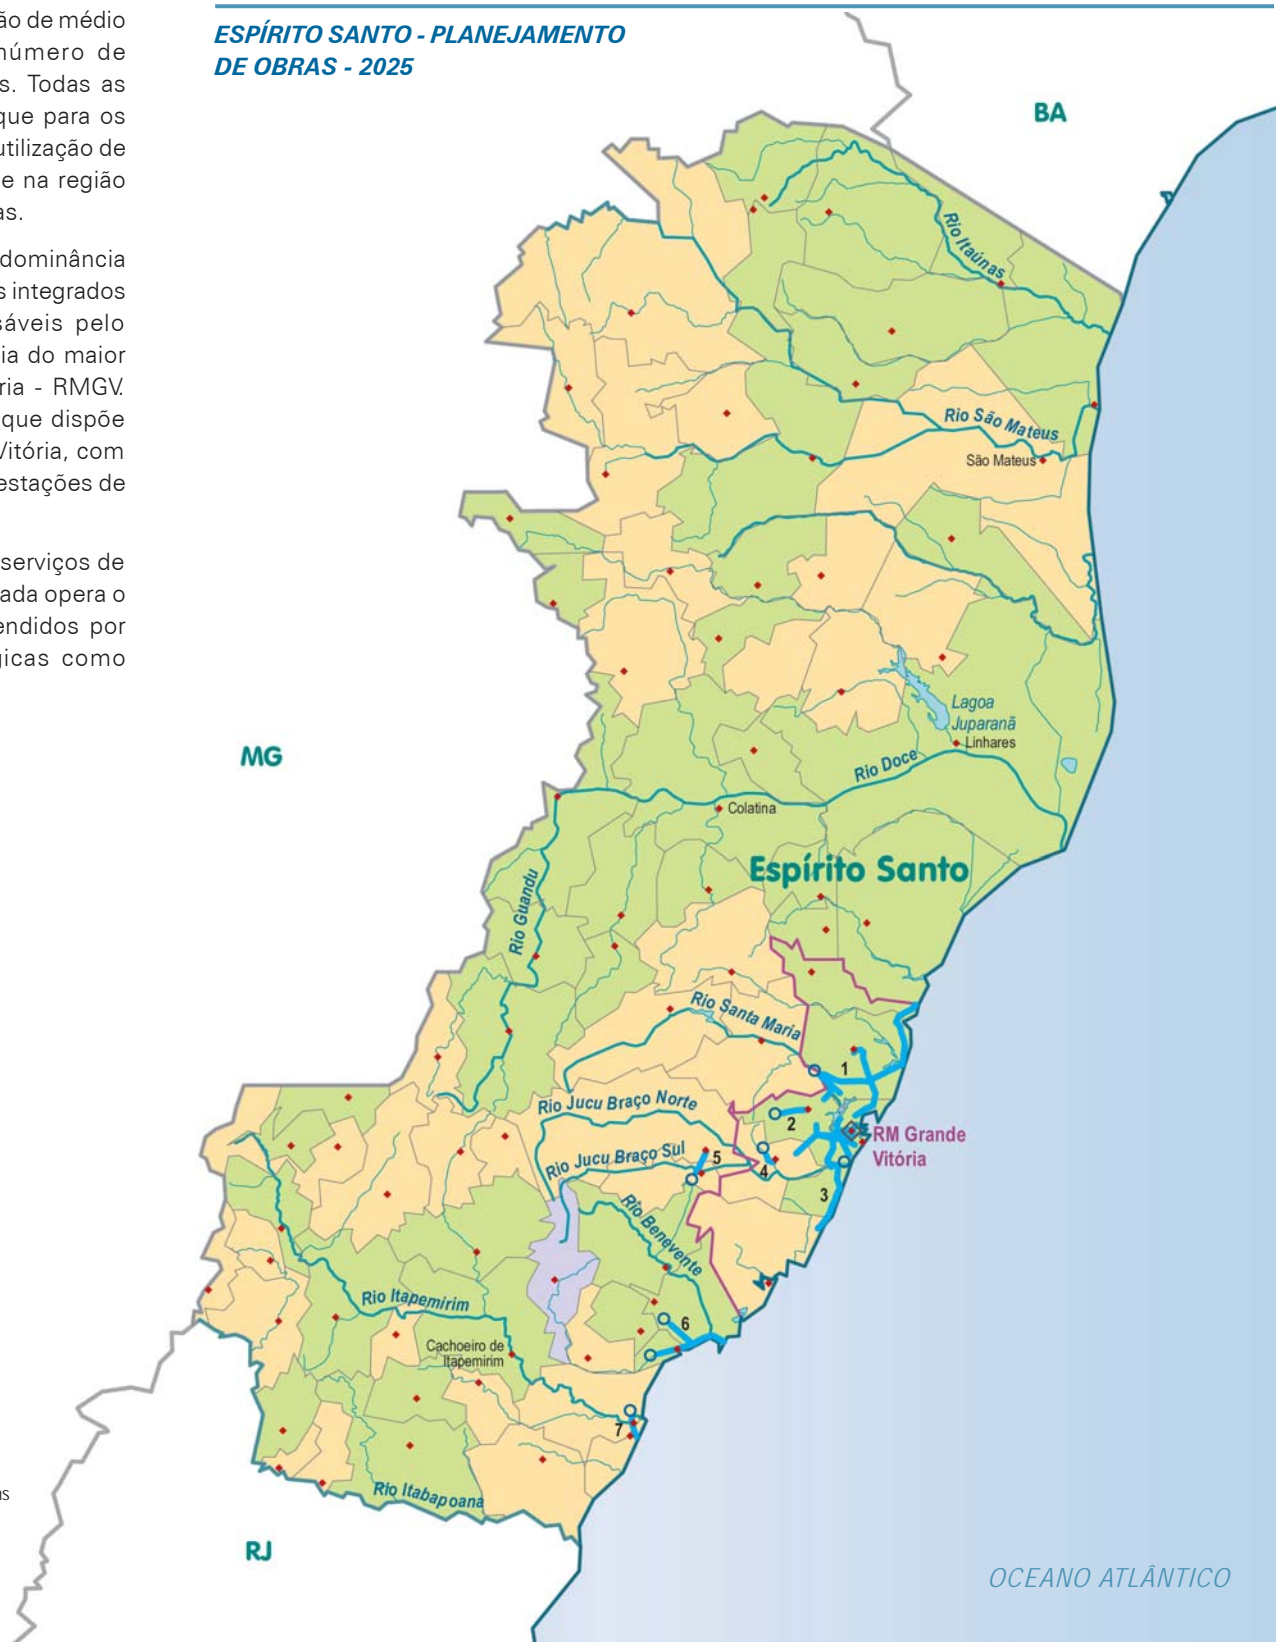 ão de médio
número de
s. Todas as
que para os
utilização de
e na região
as.
dominância
s integrados
sáveis pelo
ia do maior
ria - RMGV.
que dispõe
Vitória, com
estações de
serviços de
ada opera o
endidos por
gicas como
as
ESPÍRITO SANTO - PLANEJAMENTO
DE OBRAS - 2025
BA
Rio Itaúnas
Rio São Mateus
São Mateus
Lagoa
Juparanã
Linhares
MG
Rio Doce
Colatina
Espírito Santo
Rio Guandu
Rio Santa Maria
1
Rio Jucu Braço Norte
2
RM Grande
Vitória
Rio Jucu Braço Sul
5
4
3
Rio Benevente
Rio Itapemirim
6
Cachoeiro de
Itapemirim
7
Rio Itabapoana
RJ
OCEANO ATLÂNTICO